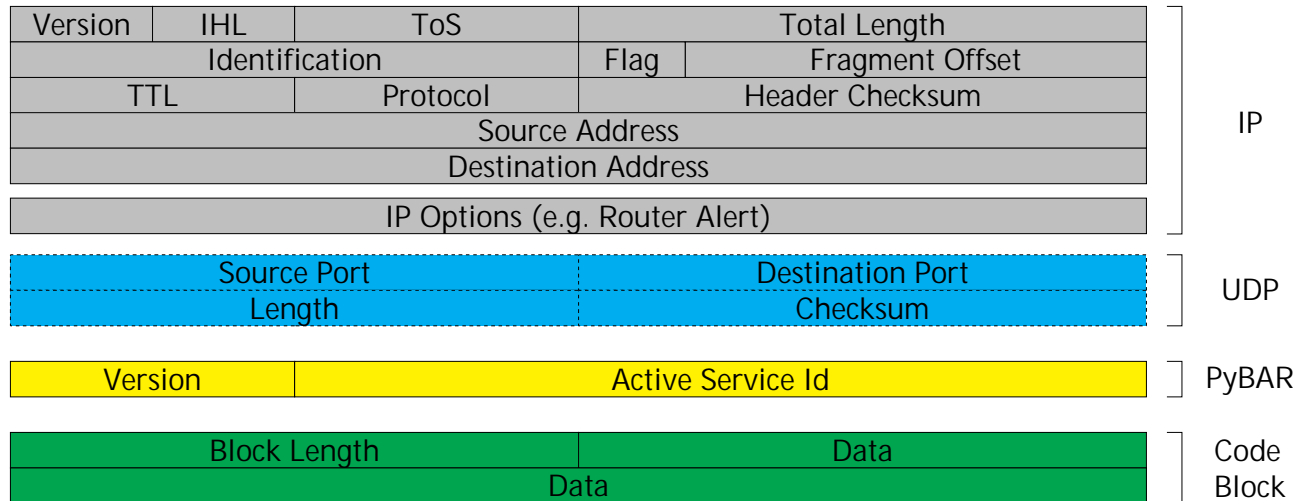 Version IHL ToS Total Length
Identification Flag Fragment Offset
TTL Protocol Header Checksum
Source Address
IP
Destination Address
IP Options (e.g. Router Alert)
Source Port Destination Port
UDP
Length Checksum
Version Active Service Id PyBAR
Block Length Data Code
Data Block